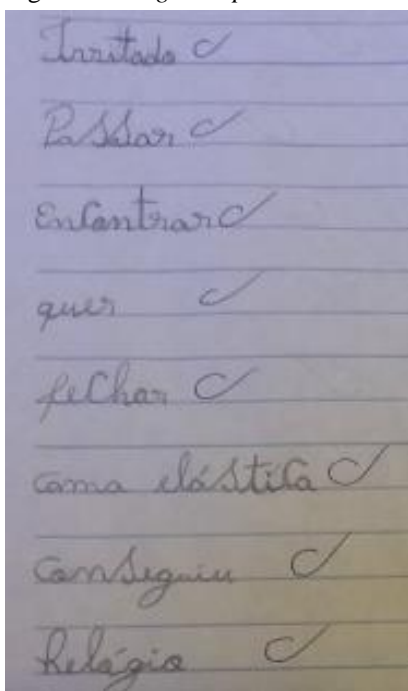 Irritado
Passar
Encontrar
quer
fechar
cama elástica
conseguiu
Relógio